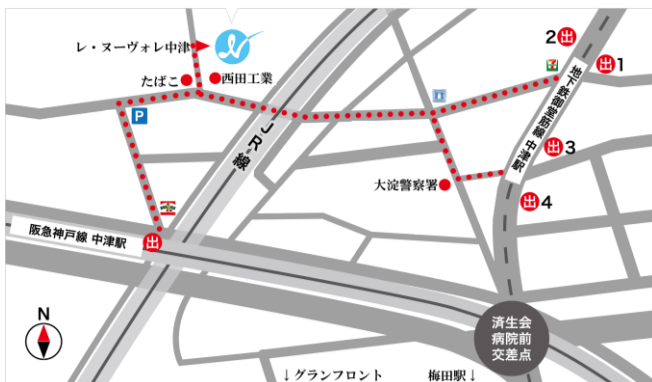 レ・ヌーヴォレ中津
たばこ
西田工業
P
JR線
2出
出1
地下鉄御堂筋線 中津駅
出3
出4
大淀警察署
阪急神戸線 中津駅
出
N
済生会
病院前
交差点
↓グランフロント
梅田駅↓